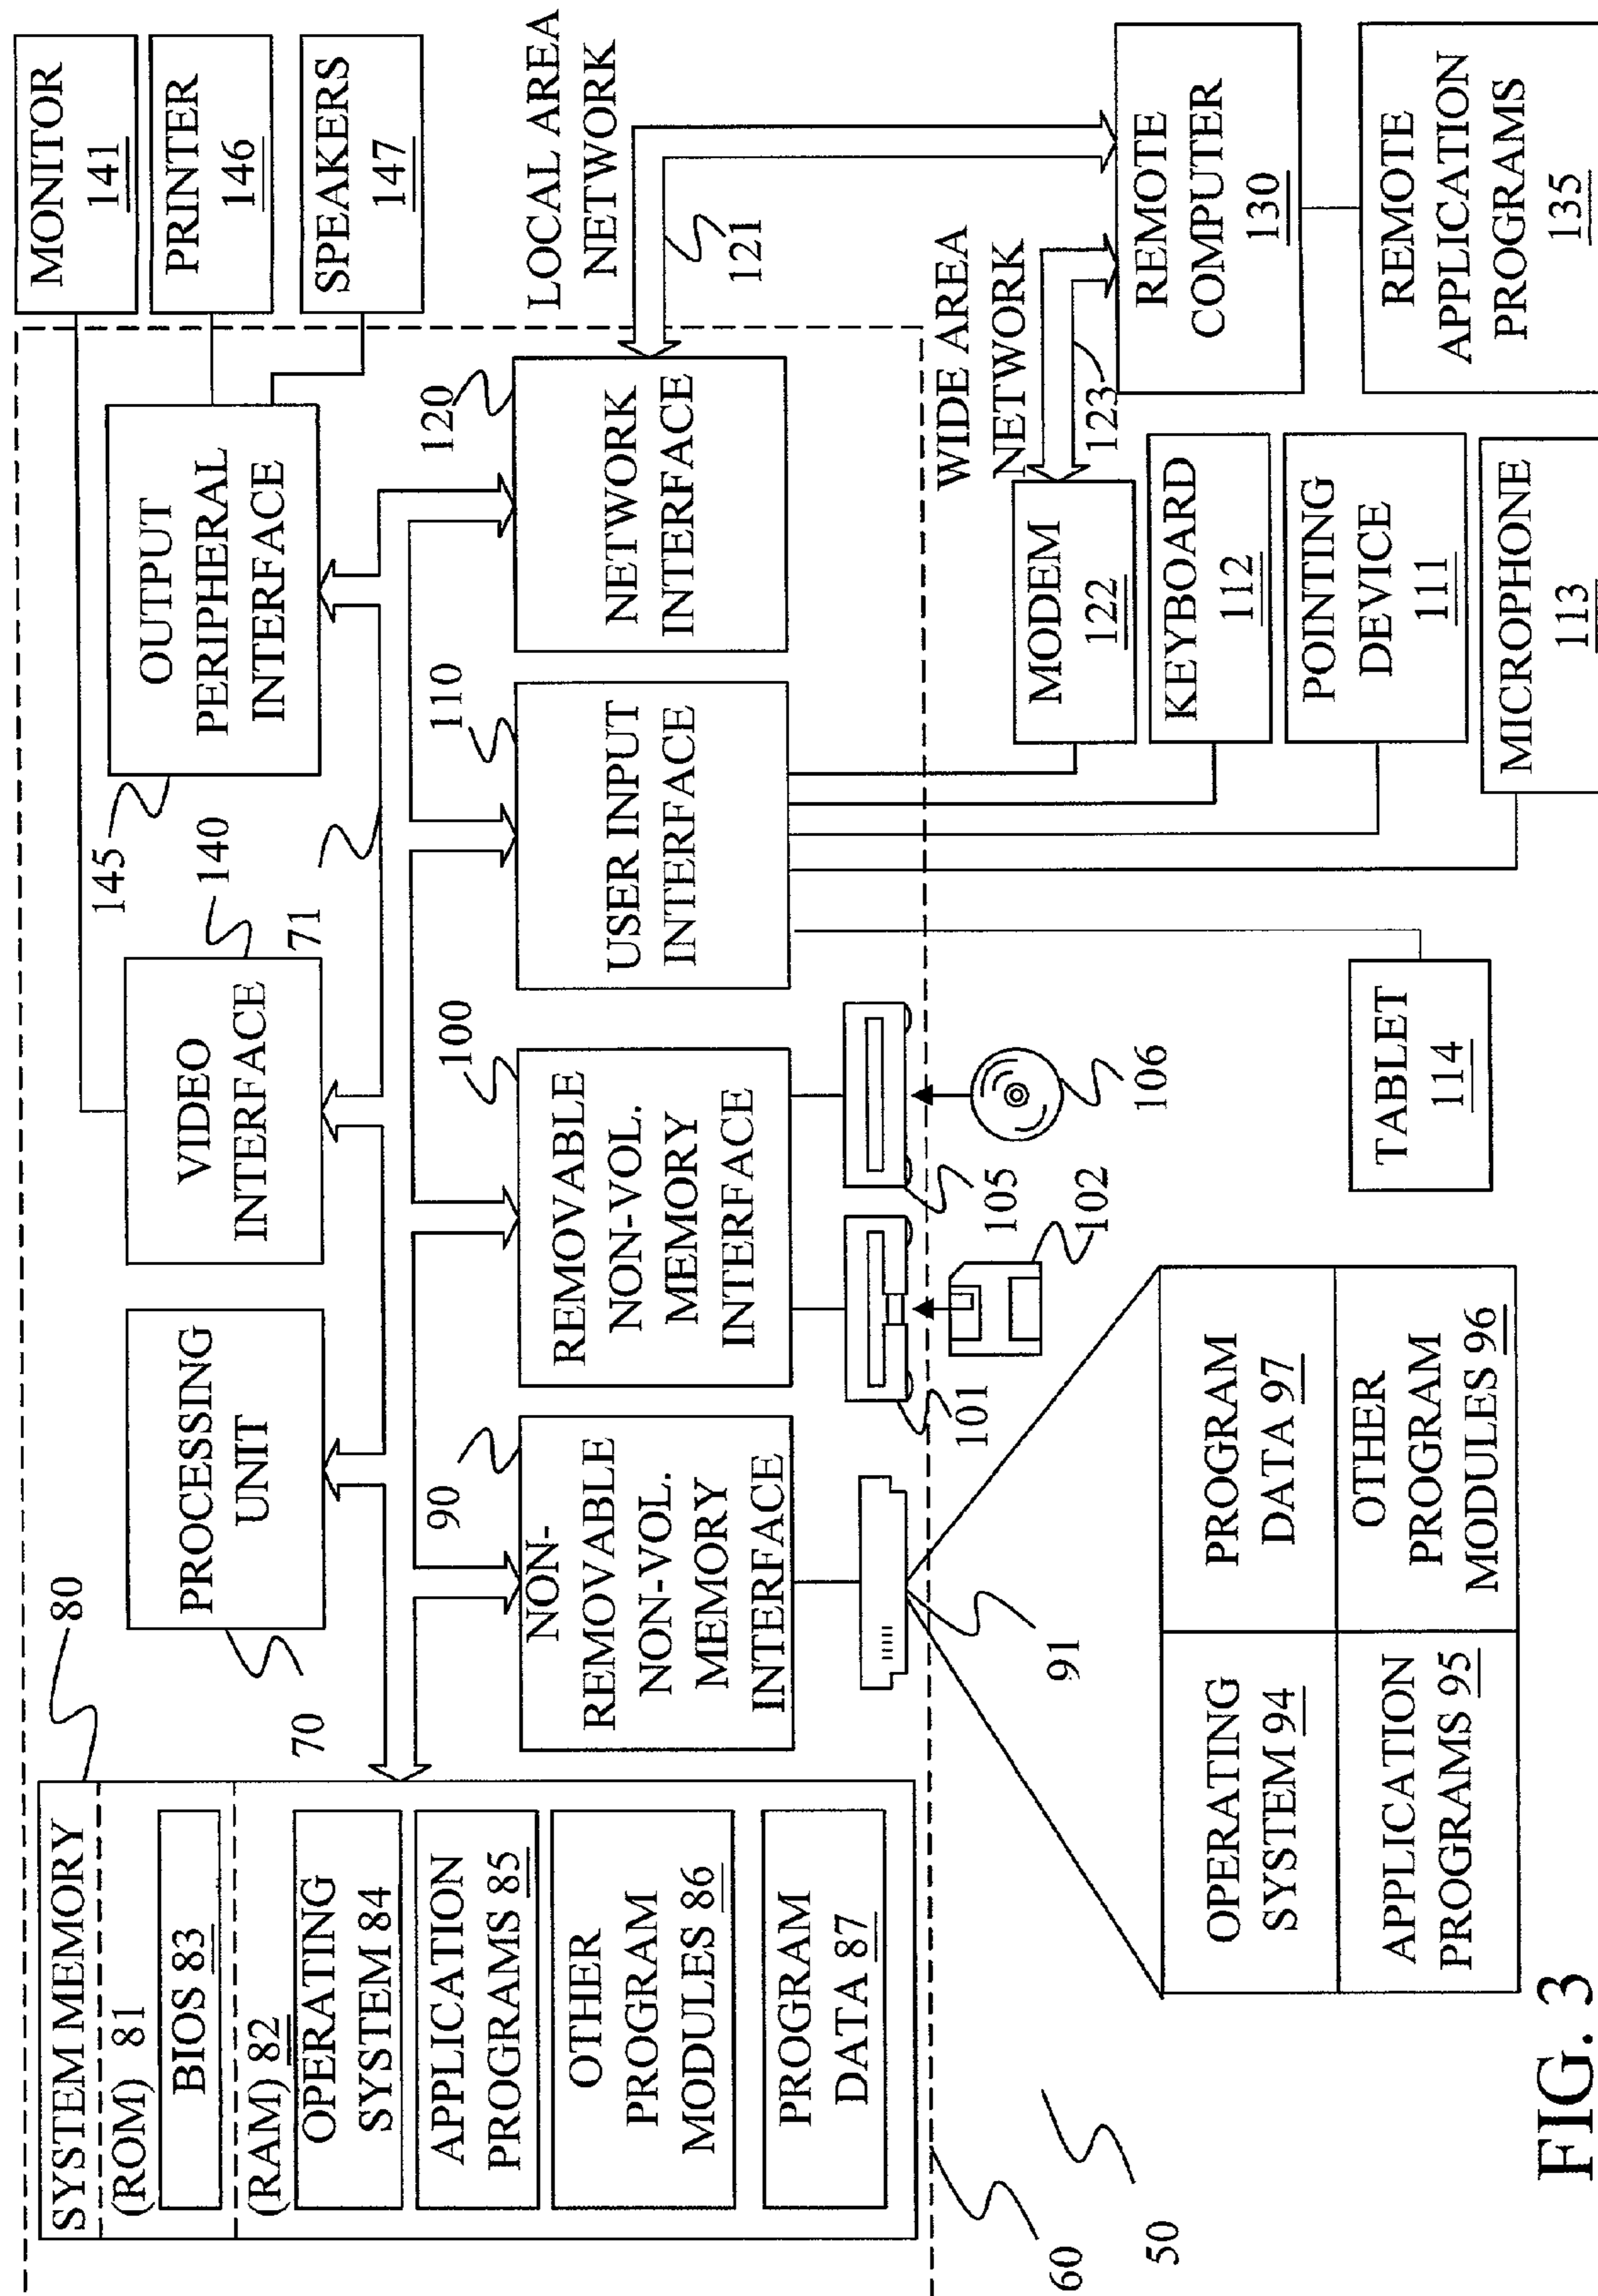 SYSTEM MEMORY
(ROM) 81
BIOS 83
(RAM) 82
OPERATING
SYSTEM 84
APPLICATION
PROGRAMS 85
OTHER
PROGRAM
MODULES 86
PROGRAM
DATA 87
80
70
PROCESSING
UNIT
VIDEO
INTERFACE
140
71
145
OUTPUT
PERIPHERAL
INTERFACE
MONITOR
141
PRINTER
146
SPEAKERS
147
90
NON-
REMOVABLE
NON-VOL.
MEMORY
INTERFACE
100
REMOVABLE
NON-VOL.
MEMORY
INTERFACE
110
USER INPUT
INTERFACE
120
NETWORK
INTERFACE
LOCAL AREA
NETWORK
121
WIDE AREA
NETWORK
123
91
101
102
105
106
MODEM
122
KEYBOARD
112
POINTING
DEVICE
111
MICROPHONE
113
TABLET
114
REMOTE
COMPUTER
130
REMOTE
APPLICATION
PROGRAMS
135
OPERATING
SYSTEM 94
PROGRAM
DATA 97
APPLICATION
PROGRAMS 95
OTHER
PROGRAM
MODULES 96
60
50
FIG. 3